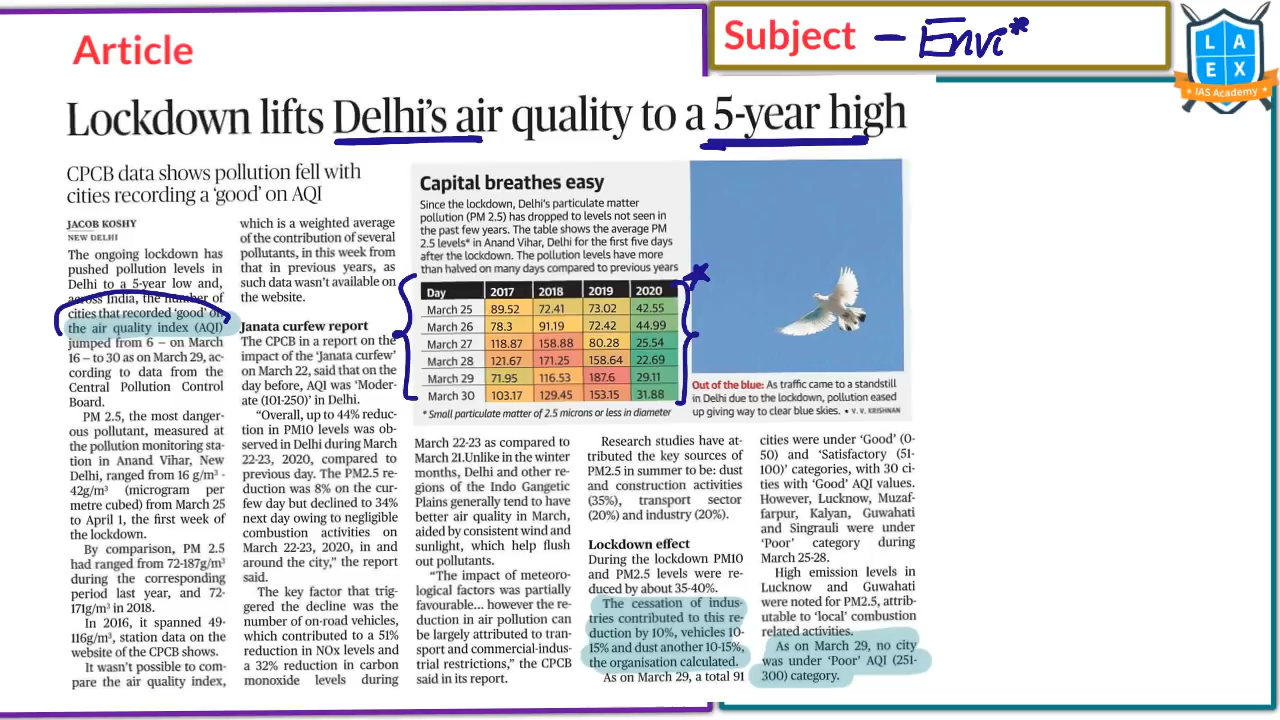 Article
Subject - Envi*
L A
E X
IAS Academy
Lockdown lifts Delhi's air quality to a 5-year high
CPCB data shows pollution fell with
cities recording a 'good' on AQI
JACOB KOSHY
NEW DELHI
The ongoing lockdown has
pushed pollution levels in
Delhi to a 5-year low and,
across India, the number of
cities that recorded 'good' on
the air quality index (AQI)
jumped from 6 – on March
16 – to 30 as on March 29, ac-
cording to data from the
Central Pollution Control
Board.
PM 2.5, the most danger-
ous pollutant, measured at
the pollution monitoring sta-
tion in Anand Vihar, New
Delhi, ranged from 16 g/m³ -
42g/m³ (microgram per
metre cubed) from March 25
to April 1, the first week of
the lockdown.
By comparison, PM 2.5
had ranged from 72-187g/m³
during the corresponding
period last year, and 72-
171g/m³ in 2018.
In 2016, it spanned 49-
116g/m³, station data on the
website of the CPCB shows.
It wasn't possible to com-
pare the air quality index,
which is a weighted average
of the contribution of several
pollutants, in this week from
that in previous years, as
such data wasn't available on
the website.
Janata curfew report
The CPCB in a report on the
impact of the 'Janata curfew'
on March 22, said that on the
day before, AQI was 'Moder-
ate (101-250)' in Delhi.
"Overall, up to 44% reduc-
tion in PM10 levels was ob-
served in Delhi during March
22-23, 2020, compared to
previous day. The PM2.5 re-
duction was 8% on the cur-
few day but declined to 34%
next day owing to negligible
combustion activities on
March 22-23, 2020, in and
around the city," the report
said.
The key factor that trig-
gered the decline was the
number of on-road vehicles,
which contributed to a 51%
reduction in NOx levels and
a 32% reduction in carbon
monoxide levels during
Capital breathes easy
Since the lockdown, Delhi's particulate matter
pollution (PM 2.5) has dropped to levels not seen in
the past few years. The table shows the average PM
2.5 levels* in Anand Vihar, Delhi for the first five days
after the lockdown. The pollution levels have more
than halved on many days compared to previous years
Day 2017 2018 2019 2020
March 25 89.52 72.41 73.02 42.55
March 26 78.3 91.19 72.42 44.99
March 27 118.87 158.88 80.28 25.54
March 28 121.67 171.25 158.64 22.69
March 29 71.95 116.53 187.6 29.11
March 30 103.17 129.45 153.15 31.88
* Small particulate matter of 2.5 microns or less in diameter
Out of the blue: As traffic came to a standstill
in Delhi due to the lockdown, pollution eased
up giving way to clear blue skies. • V. V. KRISHNAN
March 22-23 as compared to
March 21.Unlike in the winter
months, Delhi and other re-
gions of the Indo Gangetic
Plains generally tend to have
better air quality in March,
aided by consistent wind and
sunlight, which help flush
out pollutants.
"The impact of meteoro-
logical factors was partially
favourable... however the re-
duction in air pollution can
be largely attributed to tran-
sport and commercial-indus-
trial restrictions," the CPCB
said in its report.
Research studies have at-
tributed the key sources of
PM2.5 in summer to be: dust
and construction activities
(35%), transport sector
(20%) and industry (20%).
Lockdown effect
During the lockdown PM10
and PM2.5 levels were re-
duced by about 35-40%.
The cessation of indus-
tries contributed to this re-
duction by 10%, vehicles 10-
15% and dust another 10-15%,
the organisation calculated.
As on March 29, a total 91
cities were under 'Good' (0-
50) and 'Satisfactory (51-
100)' categories, with 30 ci-
ties with 'Good' AQI values.
However, Lucknow, Muzaf-
farpur, Kalyan, Guwahati
and Singrauli were under
'Poor' category during
March 25-28.
High emission levels in
Lucknow and Guwahati
were noted for PM2.5, attrib-
utable to 'local' combustion
related activities.
As on March 29, no city
was under 'Poor' AQI (251-
300) category.